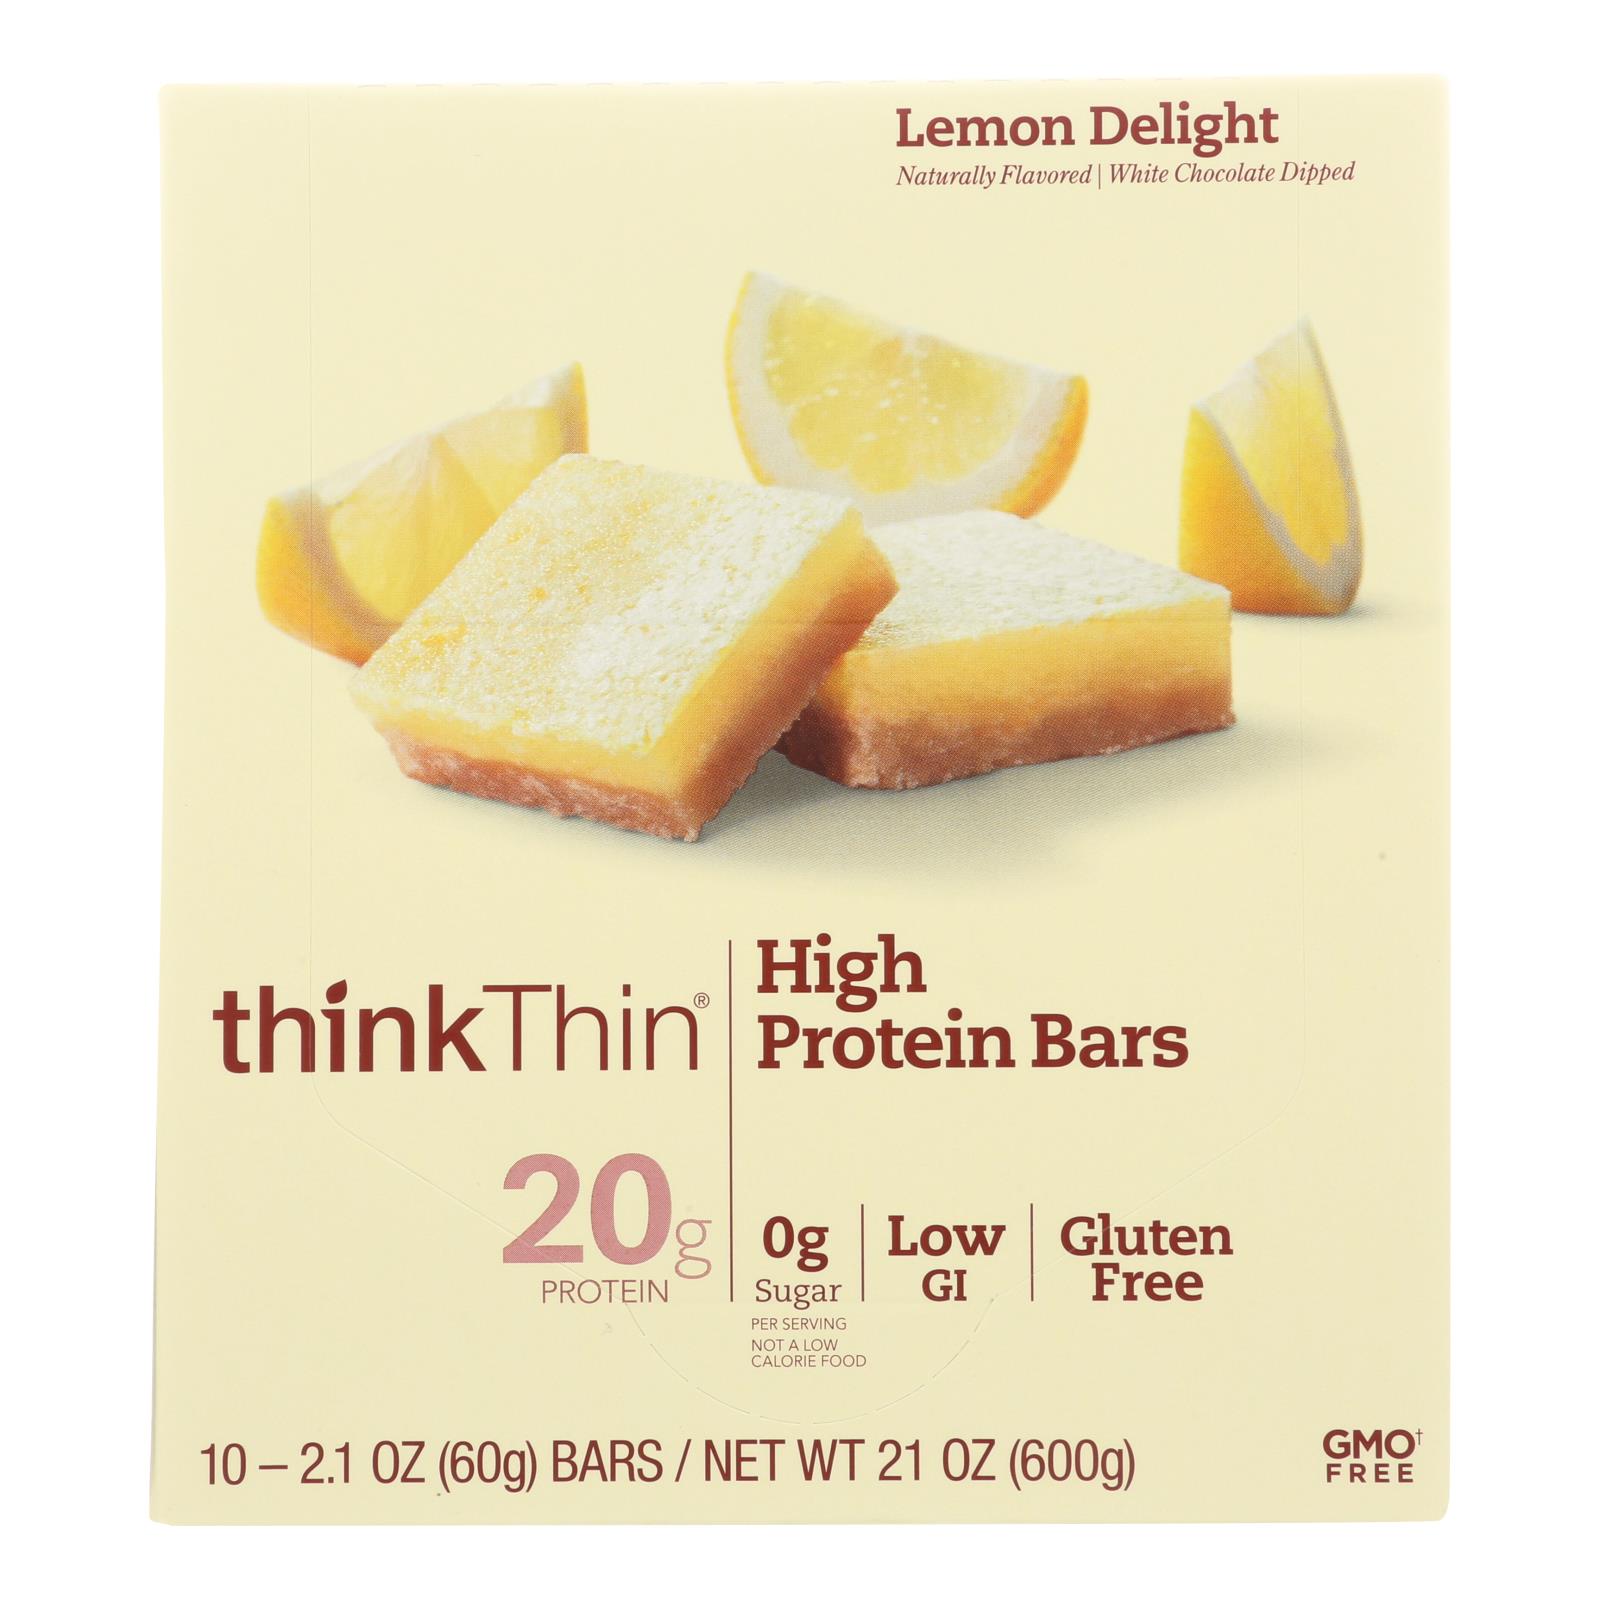 Lemon Delight
Naturally Flavored | White Chocolate Dipped
thinkThin®
High
Protein Bars
20g
PROTEIN
0g
Sugar
PER SERVING
NOT A LOW
CALORIE FOOD
Low
GI
Gluten
Free
10 – 2.1 OZ (60g) BARS / NET WT 21 OZ (600g)
GMO†
FREE